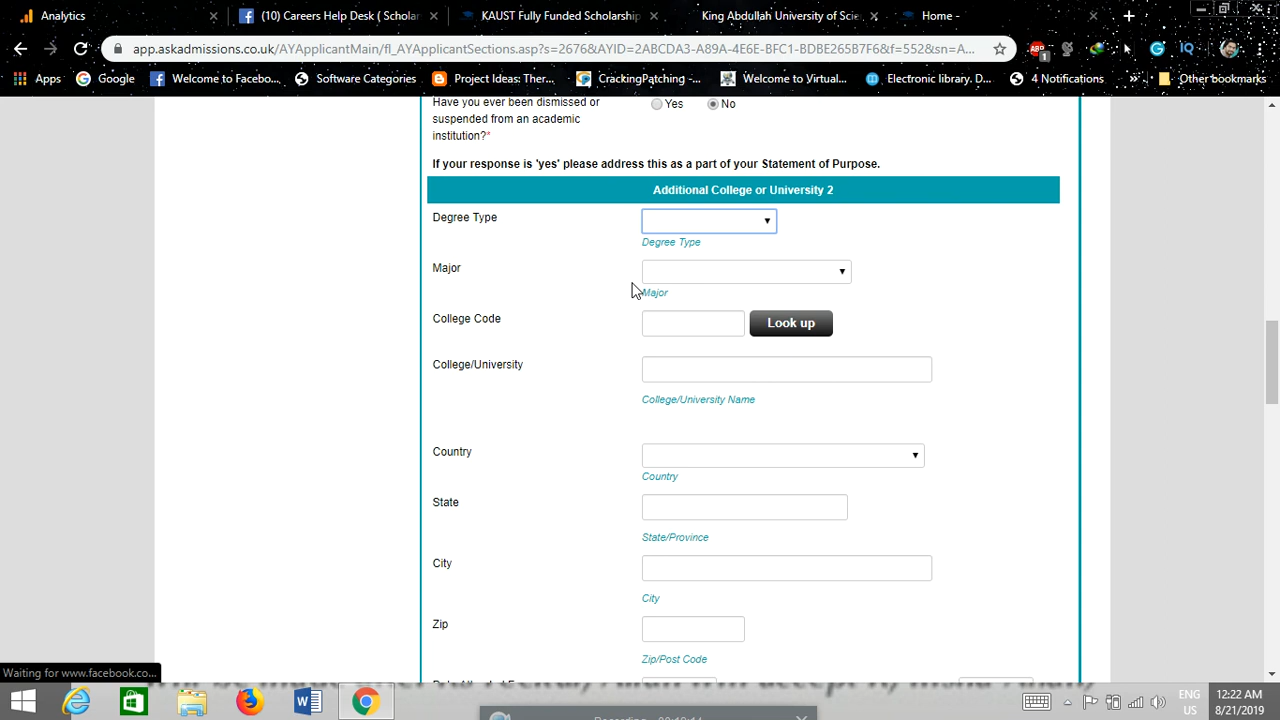 Analytics
(10) Careers Help Desk ( Scholar
KAUST Fully Funded Scholarship
King Abdullah University of Scie
Home -
app.askadmissions.co.uk/AYApplicantMain/fl_AYApplicantSections.asp?s=2676&AYID=2ABCDA3-A89A-4E6E-BFC1-BDBE265B7F6&f=552&sn=A...
ABP
1
IQ
Apps
Google
Welcome to Facebo...
Software Categories
Project Ideas: Ther...
CrackingPatching –...
Welcome to Virtual...
Electronic library. D...
4 Notifications
»
Other bookmarks
Have you ever been dismissed or
suspended from an academic
institution?*
Yes
No
If your response is 'yes' please address this as a part of your Statement of Purpose.
Additional College or University 2
Degree Type
Degree Type
Major
Major
College Code
Look up
College/University
College/University Name
Country
Country
State
State/Province
City
City
Zip
Zip/Post Code
Waiting for www.facebook.co...
ENG
US
12:22 AM
8/21/2019